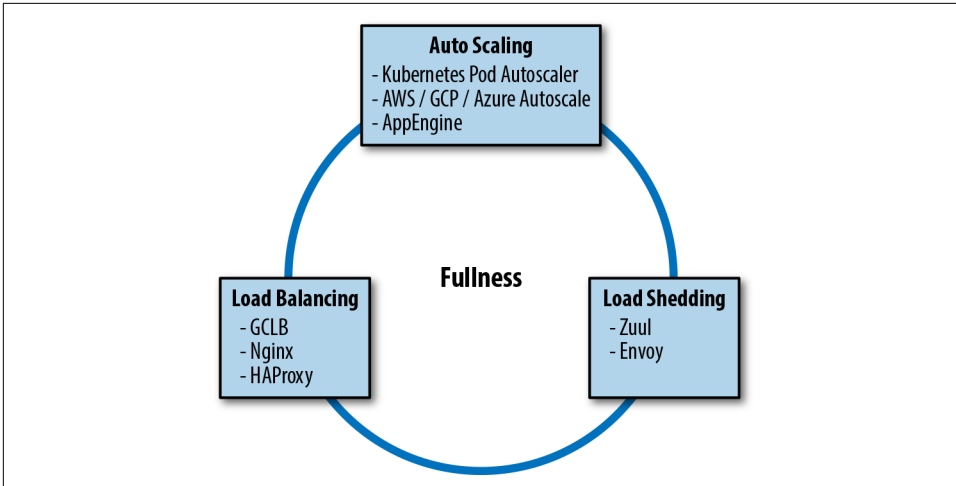 Auto Scaling
- Kubernetes Pod Autoscaler
- AWS / GCP / Azure Autoscale
- AppEngine
Fullness
Load Balancing
- GCLB
- Nginx
- HAProxy
Load Shedding
- Zuul
- Envoy